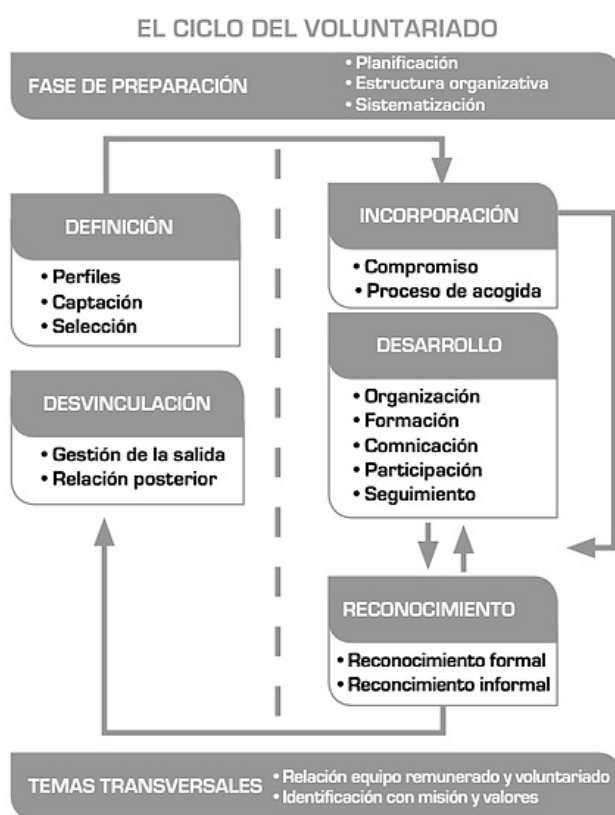 EL CICLO DEL VOLUNTARIADO
FASE DE PREPARACIÓN
• Planificación
• Estructura organizativa
• Sistematización
DEFINICIÓN
• Perfiles
• Captación
• Selección
INCORPORACIÓN
• Compromiso
• Proceso de acogida
DESVINCULACIÓN
• Gestión de la salida
• Relación posterior
DESARROLLO
• Organización
• Formación
• Comnicación
• Participación
• Seguimiento
RECONOCIMIENTO
• Reconocimiento formal
• Reconcimiento informal
TEMAS TRANSVERSALES
• Relación equipo remunerado y voluntariado
• Identificación con misión y valores